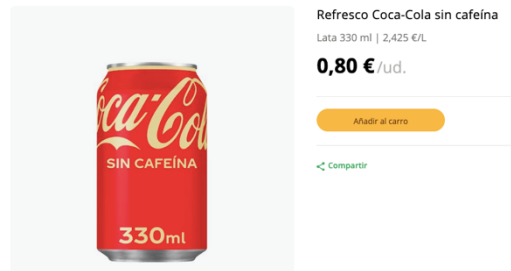 Refresco Coca-Cola sin cafeína
Lata 330 ml | 2,425 €/L
0,80 €/ud.
Añadir al carro
Compartir
Coca-Cola
SIN CAFEÍNA
330ml